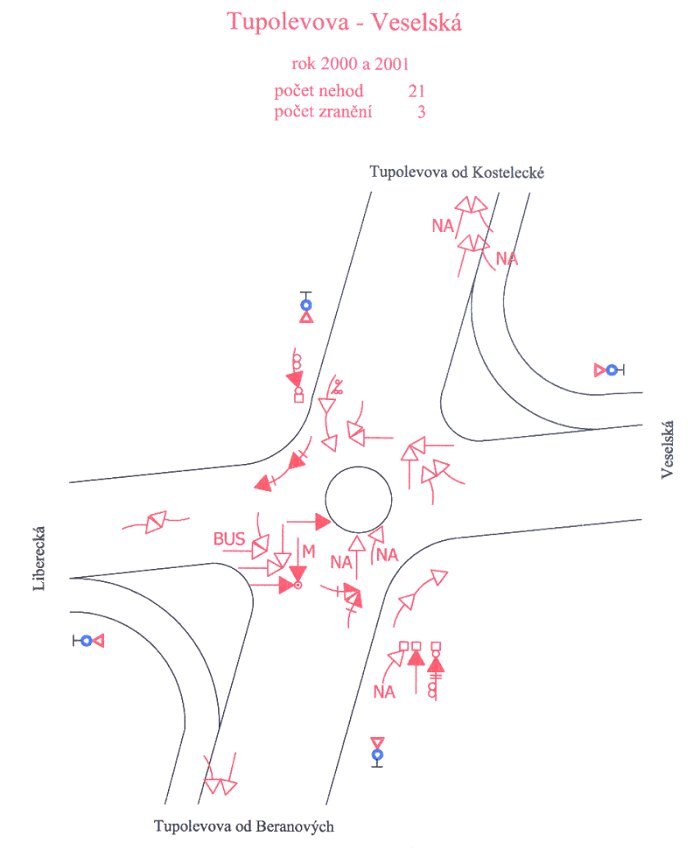 Tupolevova - Veselská
rok 2000 a 2001
počet nehod 21
počet zranění 3
Tupolevova od Kostelecké
NA
NA
Veselská
Liberecká
BUS
M
NA
NA
NA
Tupolevova od Beranových